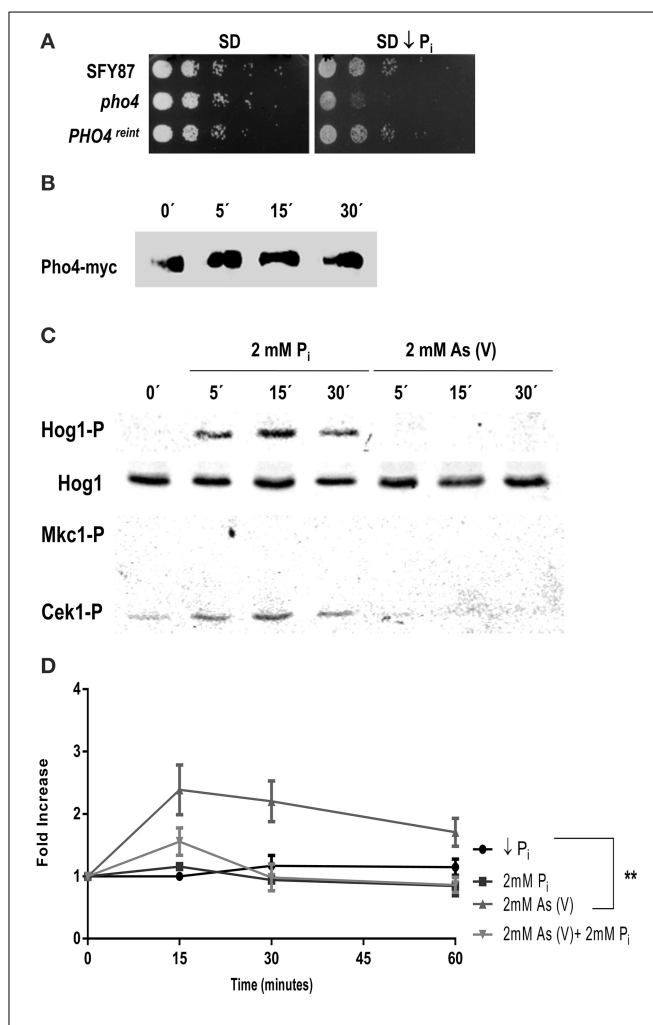 A
SD
SD ↓ Pi
SFY87
pho4
PHO4 reint
B
0´ 5´ 15´ 30´
Pho4-myc
C
2 mM Pi 2 mM As (V)
0´ 5´ 15´ 30´ 5´ 15´ 30´
Hog1-P
Hog1
Mkc1-P
Cek1-P
D
4
3
2
1
0
Fold Increase
0 15 30 45 60
Time (minutes)
↓ Pi
2mM Pi
2mM As (V)
2mM As (V)+ 2mM Pi
**